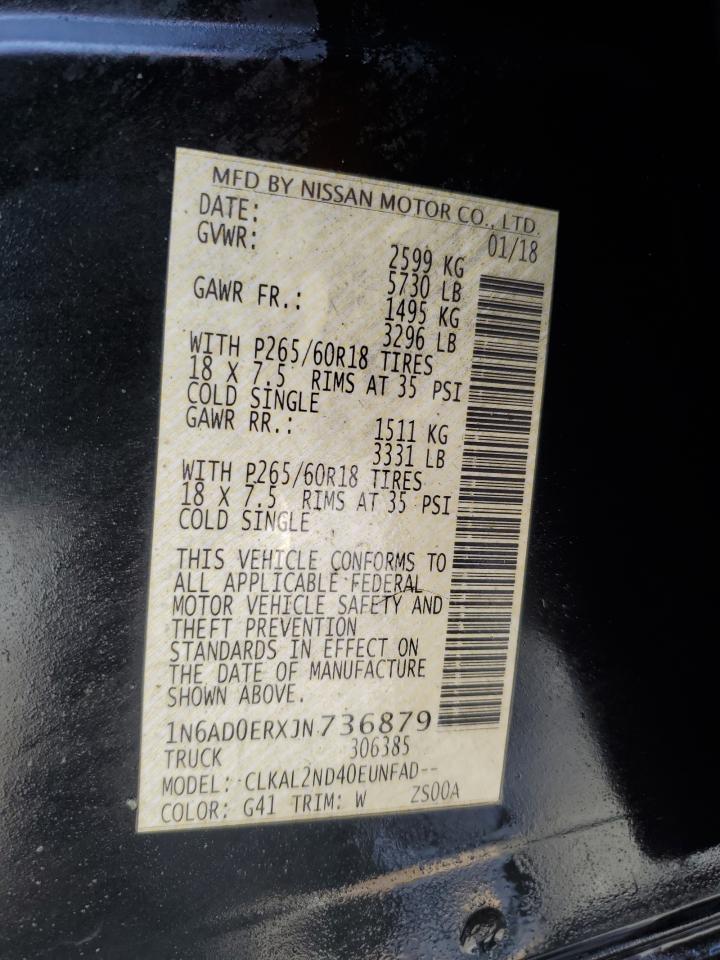 MFD BY NISSAN MOTOR CO., LTD.
DATE: 01/18
GVWR: 2599 KG
5730 LB
GAWR FR.: 1495 KG
3296 LB
WITH P265/60R18 TIRES
18 X 7.5 RIMS AT 35 PSI
COLD SINGLE
GAWR RR.: 1511 KG
3331 LB
WITH P265/60R18 TIRES
18 X 7.5 RIMS AT 35 PSI
COLD SINGLE
THIS VEHICLE CONFORMS TO
ALL APPLICABLE FEDERAL
MOTOR VEHICLE SAFETY AND
THEFT PREVENTION
STANDARDS IN EFFECT ON
THE DATE OF MANUFACTURE
SHOWN ABOVE.
1N6AD0ERXJN736879
TRUCK 306385
MODEL: CLKAL2ND40EUNFAD--
COLOR: G41 TRIM: W ZS00A